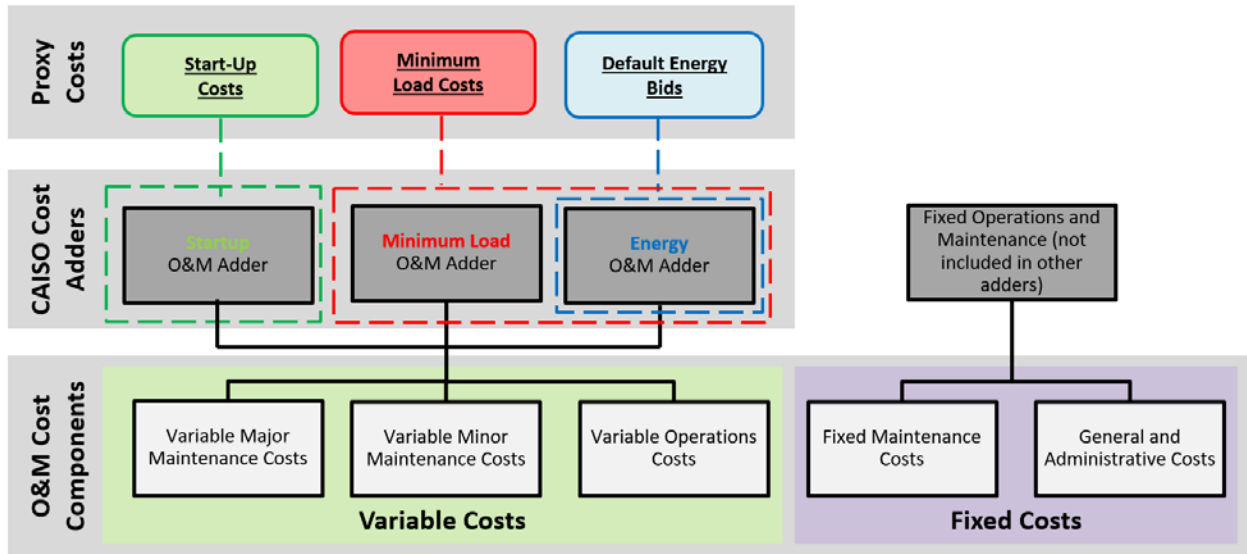 Proxy
Costs
Start-Up
Costs
Minimum
Load Costs
Default Energy
Bids
CAISO Cost
Adders
Startup
O&M Adder
Minimum Load
O&M Adder
Energy
O&M Adder
Fixed Operations and
Maintenance (not
included in other
adders)
O&M Cost
Components
Variable Major
Maintenance Costs
Variable Minor
Maintenance Costs
Variable Operations
Costs
Variable Costs
Fixed Maintenance
Costs
General and
Administrative Costs
Fixed Costs